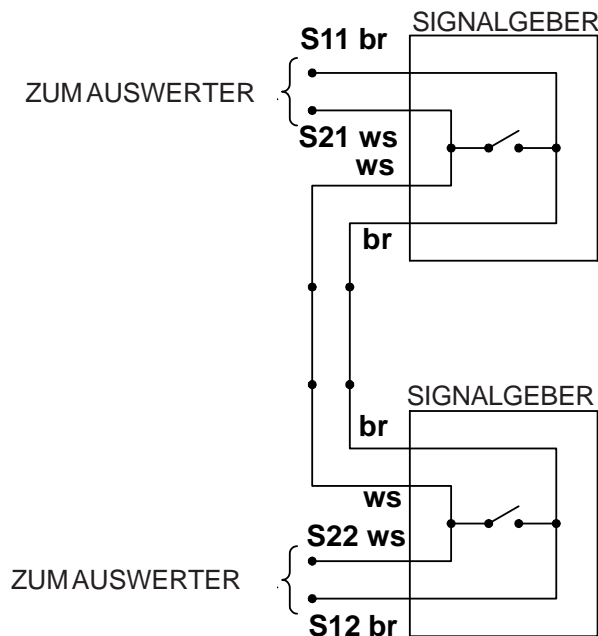 SIGNALGEBER
S11 br
ZUM AUSWERTER
S21 ws
ws
br
SIGNALGEBER
br
ws
S22 ws
ZUM AUSWERTER
S12 br